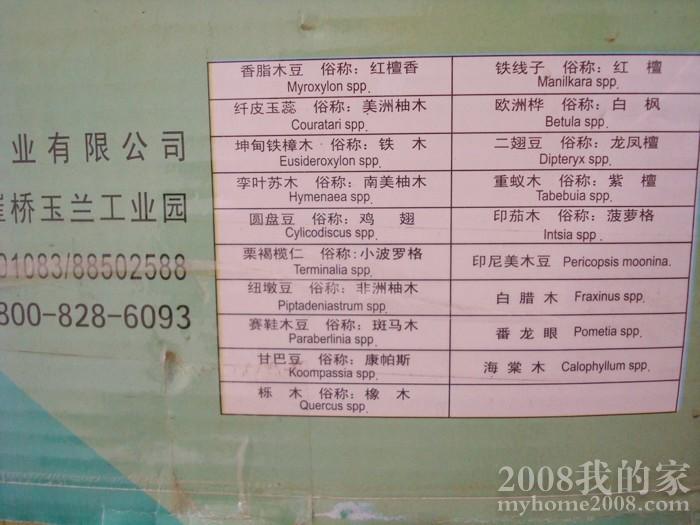 业有限公司
桥玉兰工业园
01083/88502588
800-828-6093
香脂木豆 俗称：红檀香
Myroxylon spp.
铁线子 俗称：红 檀
Manilkara spp.
纤皮玉蕊 俗称：美洲柚木
Couratari spp.
欧洲桦 俗称：白 枫
Betula spp.
坤甸铁樟木 俗称：铁 木
Eusideroxylon spp.
二翅豆 俗称：龙凤檀
Dipteryx spp.
孪叶苏木 俗称：南美柚木
Hymenaea spp.
重蚁木 俗称：紫 檀
Tabebuia spp.
圆盘豆 俗称：鸡 翅
Cylicodiscus spp.
印茄木 俗称：菠萝格
Intsia spp.
栗褐榄仁 俗称：小波罗格
Terminalia spp.
印尼美木豆 Pericopsis moonina.
纽墩豆 俗称：非洲柚木
Piptadeniastrum spp.
白腊木 Fraxinus spp.
赛鞋木豆 俗称：斑马木
Paraberlinia spp.
番龙眼 Pometia spp.
甘巴豆 俗称：康帕斯
Koompassia spp.
海棠木 Calophyllum spp.
栎 木 俗称：橡 木
Quercus spp.
2008我的家
myhome2008.com